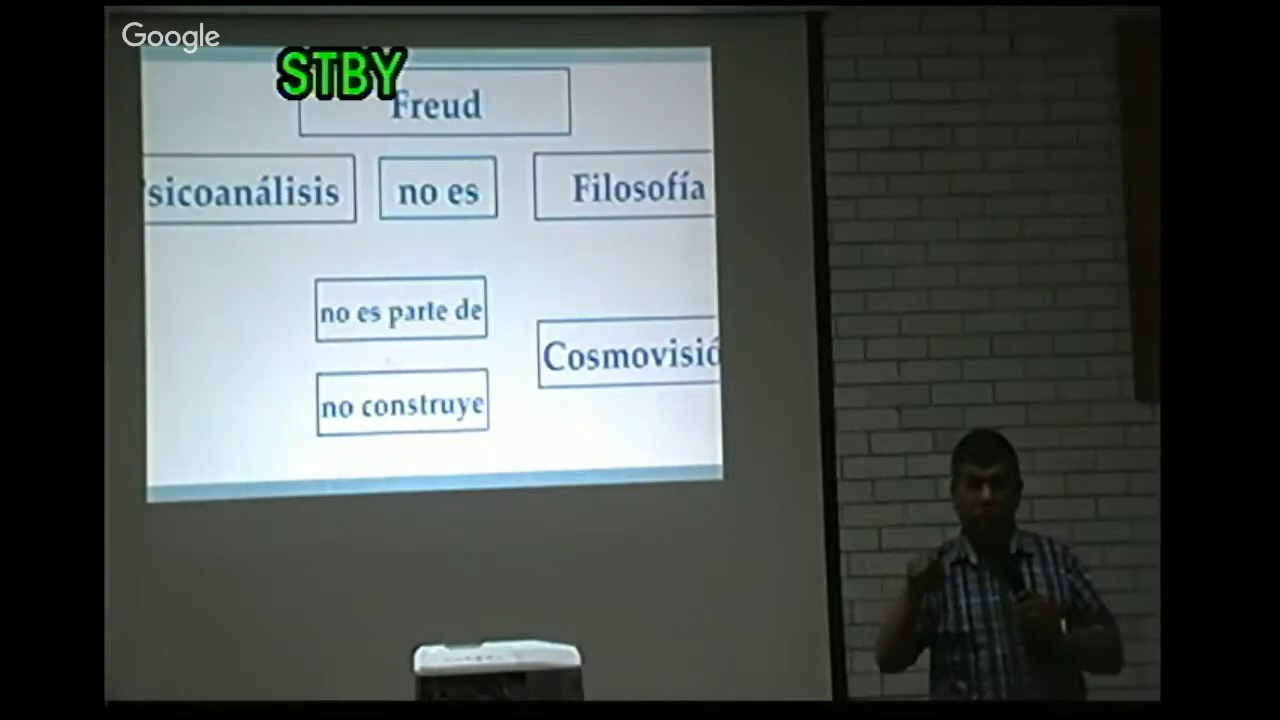 Google
STBY
Freud
sicoanálisis
no es
Filosofía
no es parte de
Cosmovisió
no construye